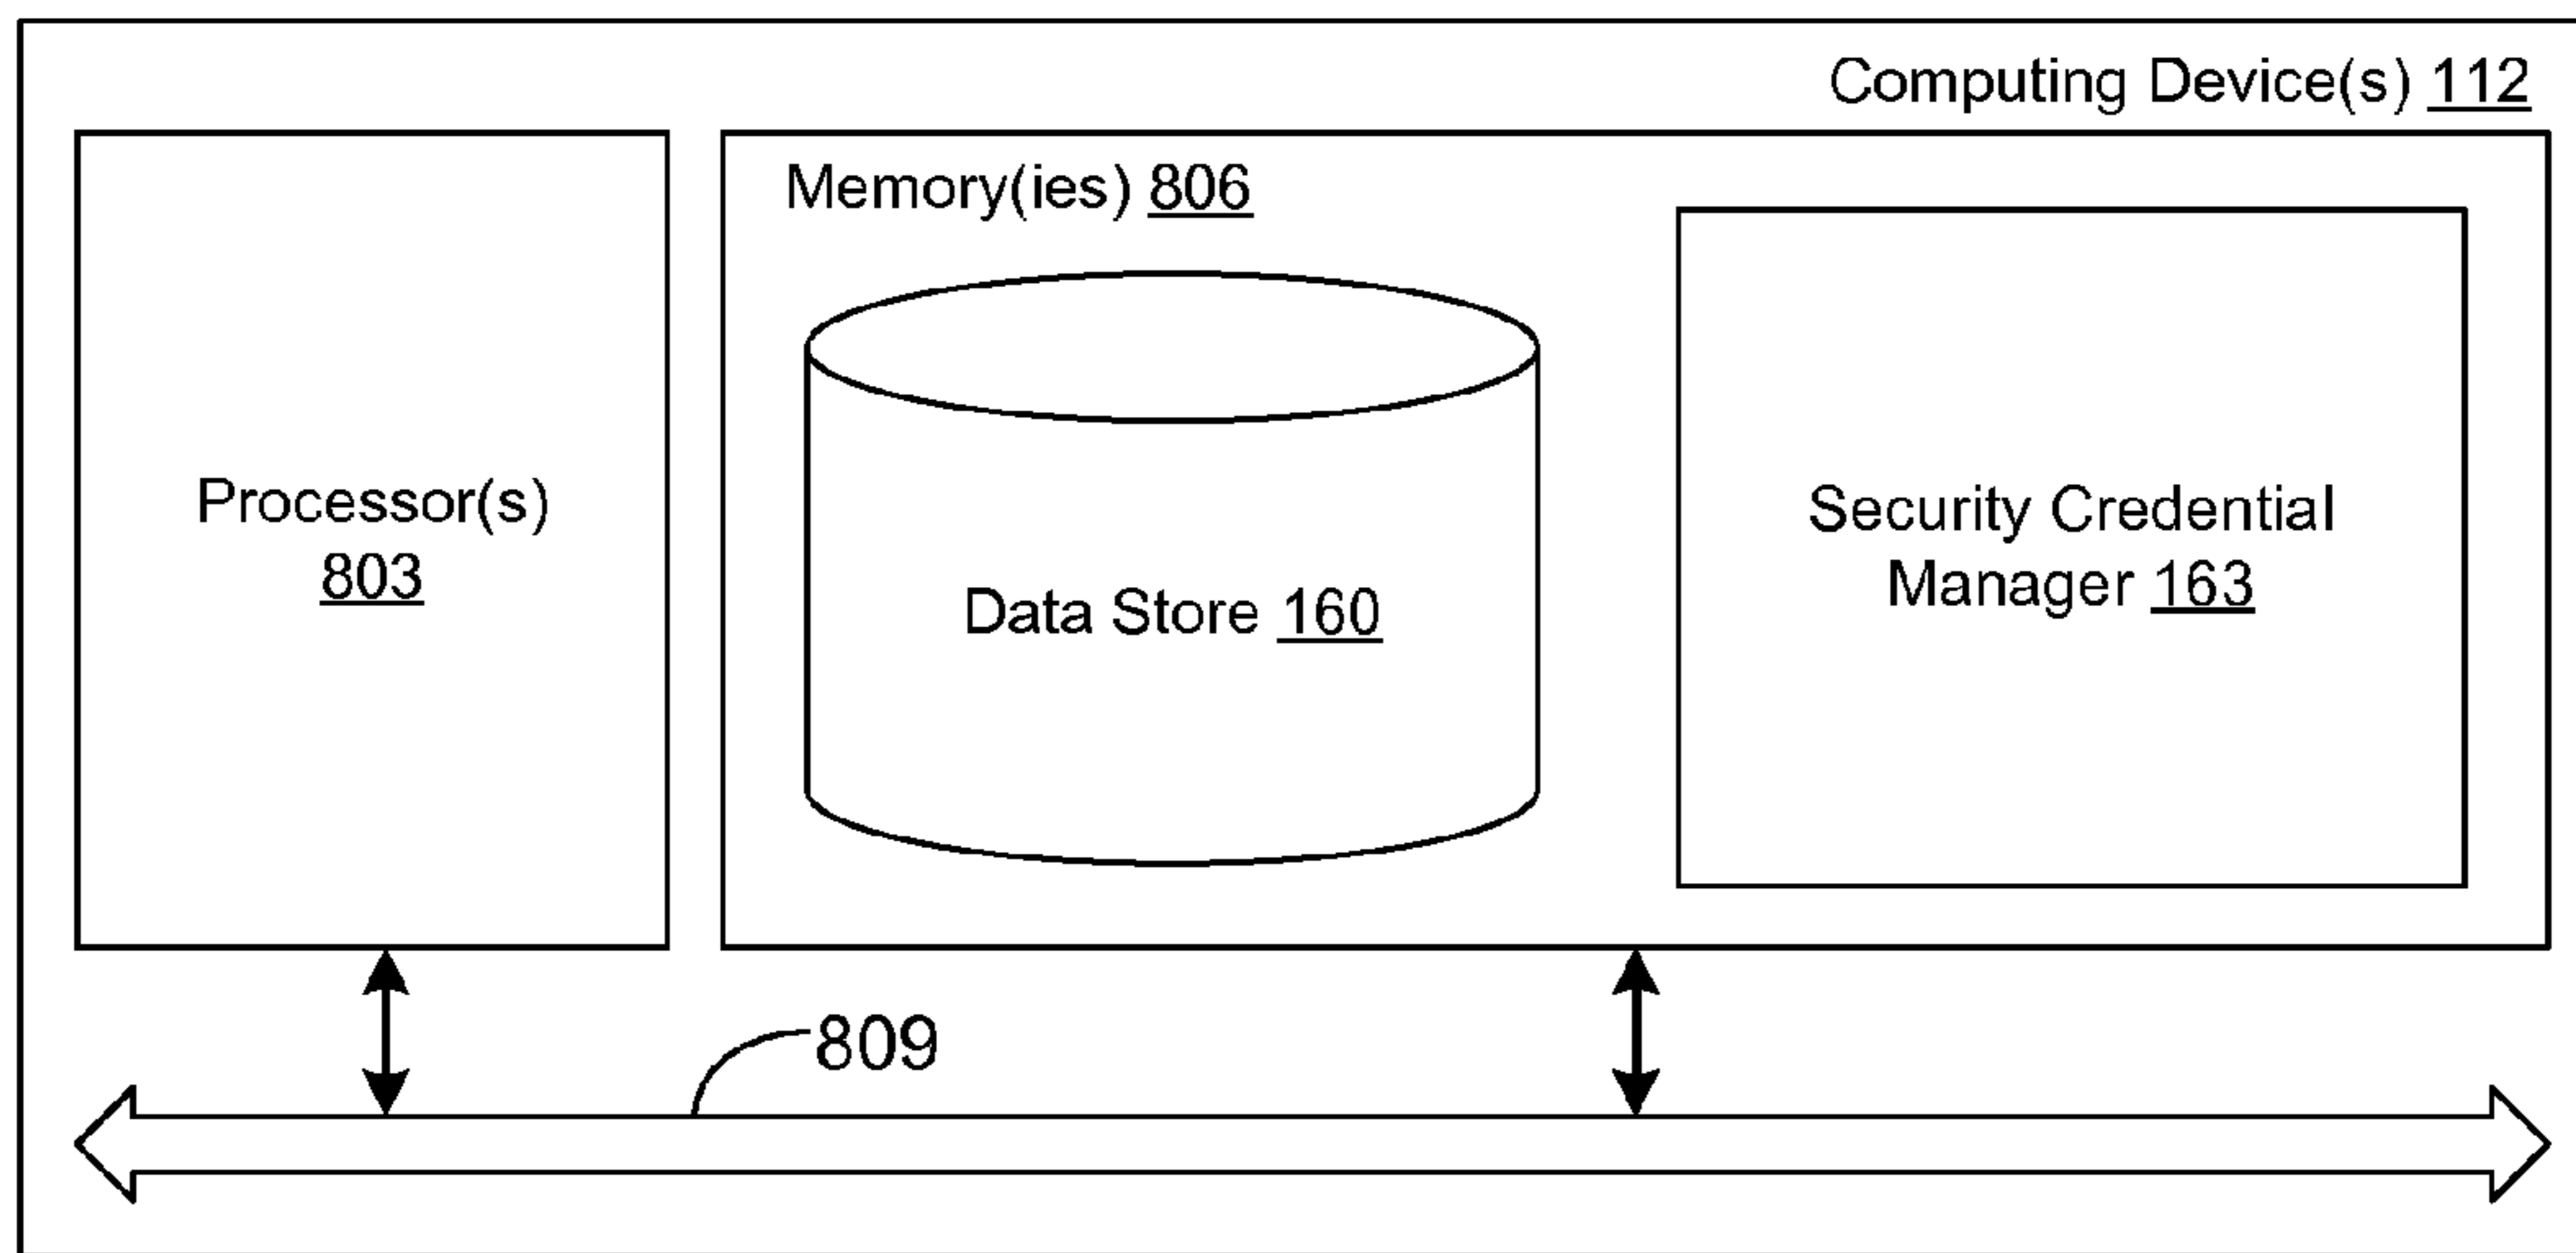 Computing Device(s) 112
Memory(ies) 806
Processor(s)
803
Data Store 160
Security Credential
Manager 163
809